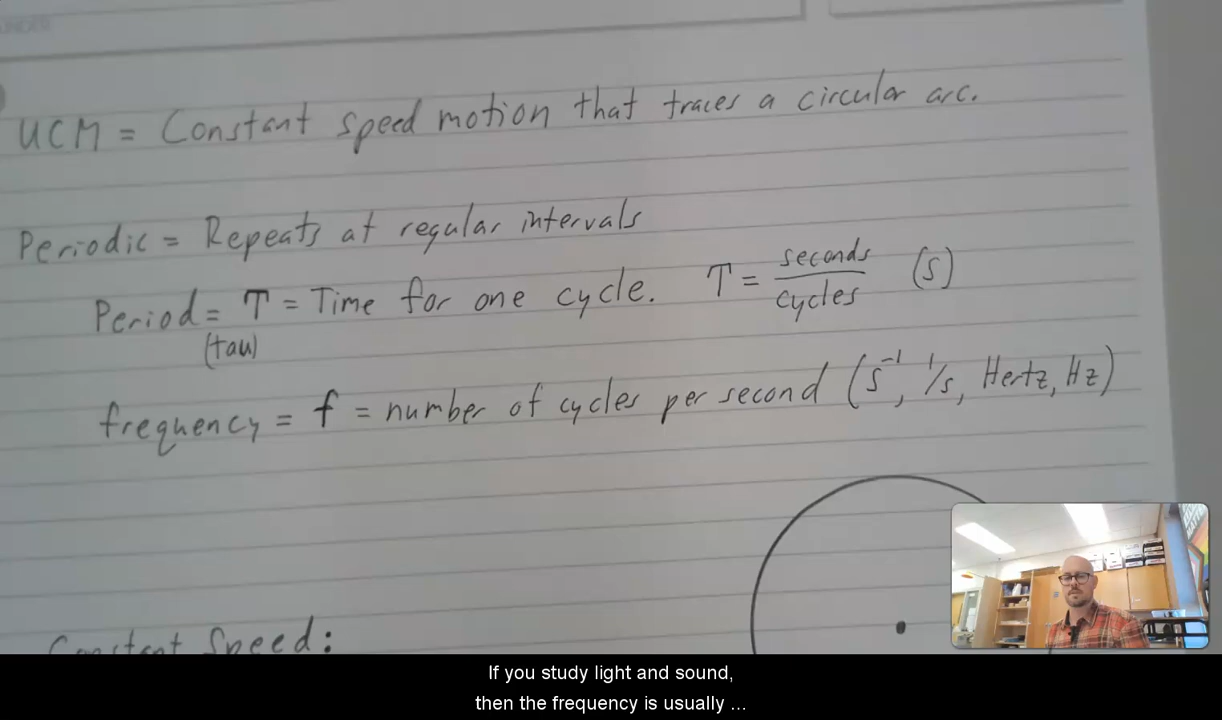 UCM = Constant speed motion that traces a circular arc.
Periodic = Repeats at regular intervals
Period = T = Time for one cycle. T = seconds/cycles (s)
(tau)
frequency = f = number of cycles per second (s⁻¹, 1/s, Hertz, Hz)
Constant Speed:
If you study light and sound,
then the frequency is usually ...